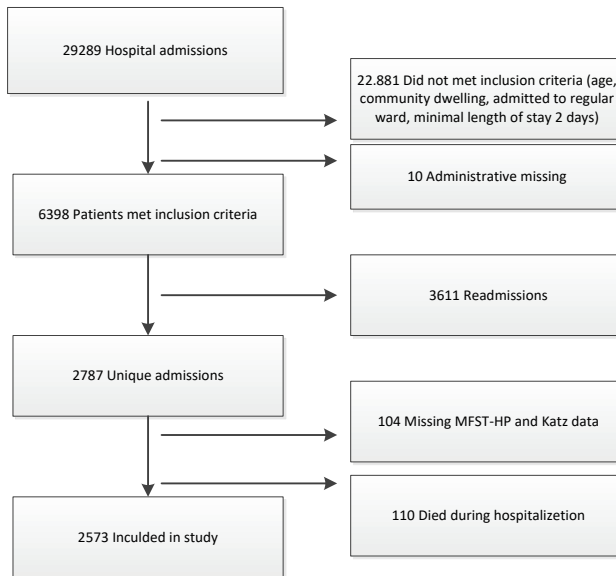 29289 Hospital admissions
22.881 Did not met inclusion criteria (age,
community dwelling, admitted to regular
ward, minimal length of stay 2 days)
10 Administrative missing
6398 Patients met inclusion criteria
3611 Readmissions
2787 Unique admissions
104 Missing MFST-HP and Katz data
110 Died during hospitalizetion
2573 Inculded in study